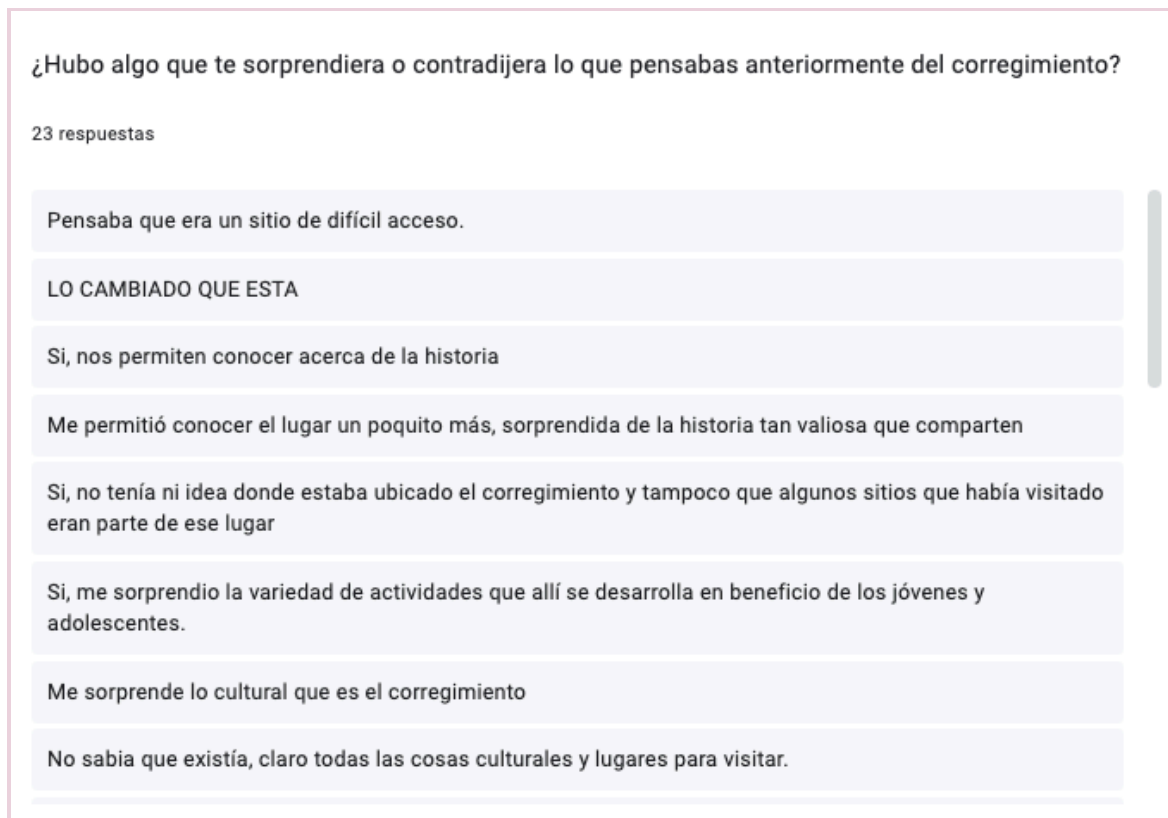 ¿Hubo algo que te sorprendiera o contradijera lo que pensabas anteriormente del corregimiento?
23 respuestas
Pensaba que era un sitio de difícil acceso.
LO CAMBIADO QUE ESTA
Si, nos permiten conocer acerca de la historia
Me permitió conocer el lugar un poquito más, sorprendida de la historia tan valiosa que comparten
Si, no tenía ni idea donde estaba ubicado el corregimiento y tampoco que algunos sitios que había visitado
eran parte de ese lugar
Si, me sorprendio la variedad de actividades que allí se desarrolla en beneficio de los jóvenes y
adolescentes.
Me sorprende lo cultural que es el corregimiento
No sabia que existía, claro todas las cosas culturales y lugares para visitar.